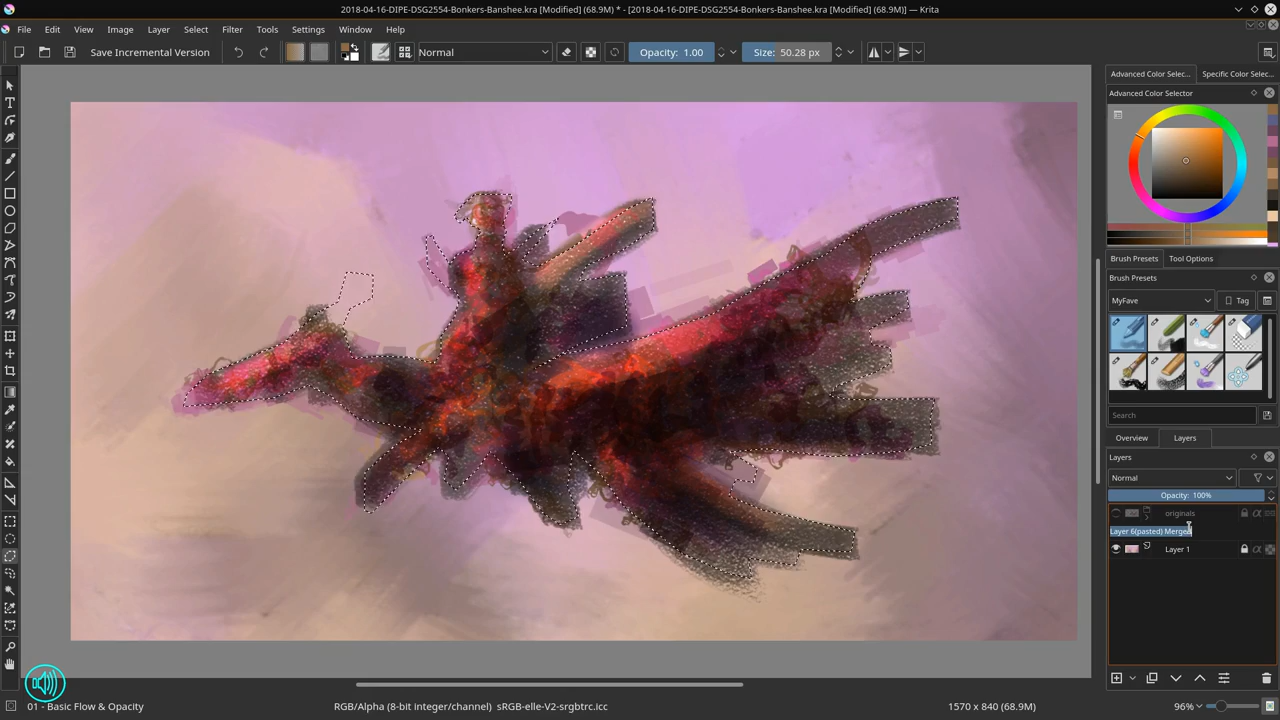 2018-04-16-DIPE-DSG2554-Bonkers-Banshee.kra [Modified] (68.9M) * - [2018-04-16-DIPE-DSG2554-Bonkers-Banshee.kra [Modified] (68.9M)] — Krita
File Edit View Image Layer Select Filter Tools Settings Window Help
Save Incremental Version Normal Opacity: 1.00 Size: 50.28 px
Advanced Color Selec... Specific Color Selec...
Advanced Color Selector
Brush Presets Tool Options
Brush Presets
MyFave Tag
Search
Overview Layers
Layers
Normal
Opacity: 100%
originals
Layer 6(pasted) Merged
Layer 1
01 - Basic Flow & Opacity RGB/Alpha (8-bit integer/channel) sRGB-elle-V2-srgbtrc.icc 1570 x 840 (68.9M) 96%